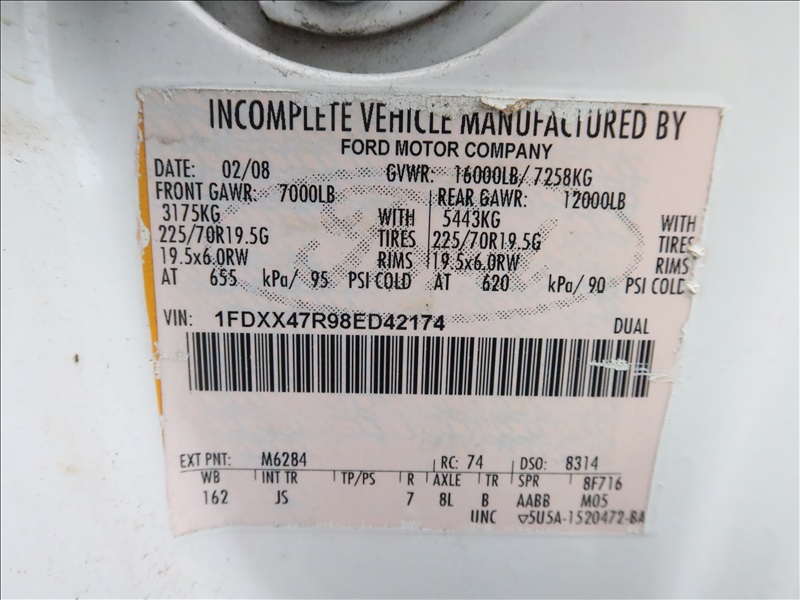 INCOMPLETE VEHICLE MANUFACTURED BY
FORD MOTOR COMPANY
DATE: 02/08 GVWR: 16000LB/ 7258KG
FRONT GAWR: 7000LB REAR GAWR: 12000LB
3175KG WITH 5443KG WITH
225/70R19.5G TIRES 225/70R19.5G TIRES
19.5x6.0RW RIMS 19.5x6.0RW RIMS
AT 655 kPa/ 95 PSI COLD AT 620 kPa/ 90 PSI COLD
VIN: 1FDXX47R98ED42174 DUAL
EXT PNT: M6284 RC: 74 DSO: 8314
WB INT TR TP/PS R AXLE TR SPR 8F716
162 JS 7 8L B AABB M05
UNC ▽5U5A-1520472-BA